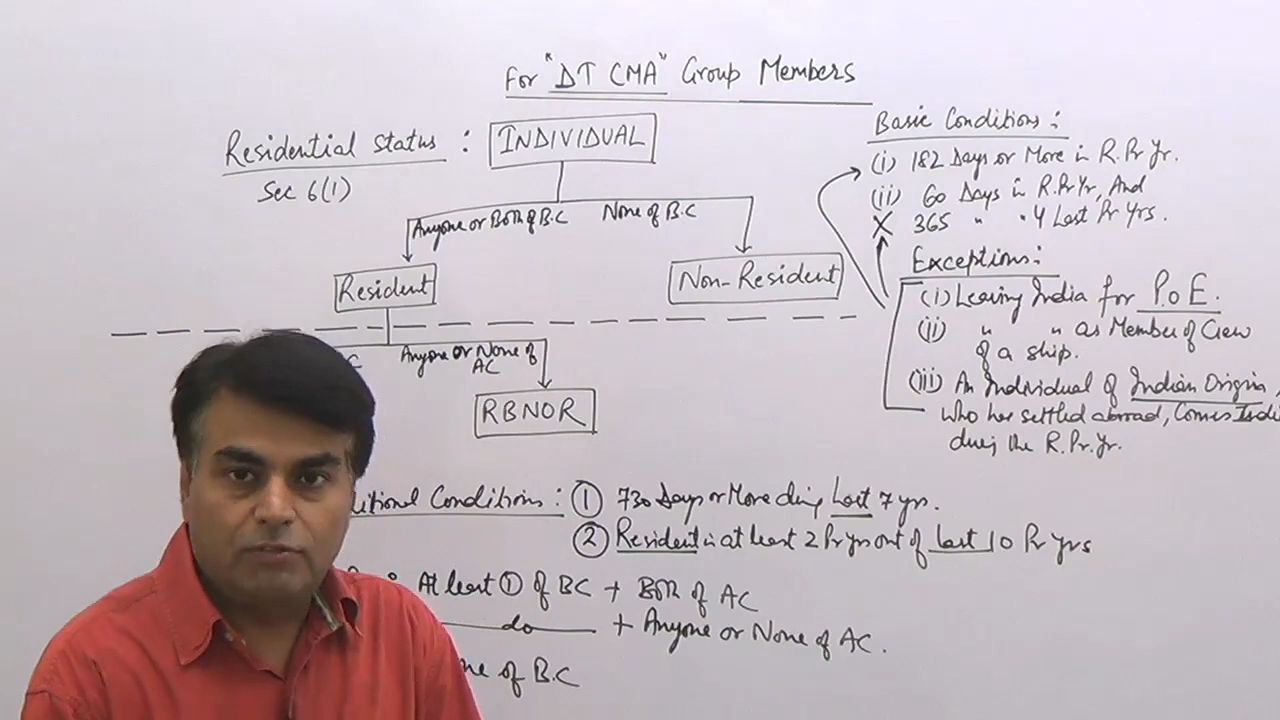 For "DT CMA" Group Members
Residential Status :
Sec 6(1)
INDIVIDUAL
Anyone or Both of B.C
None of B.C
Resident
Non-Resident
C
Anyone or None of
AC
RBNOR
Basic Conditions :
(i) 182 Days or More in R.Pr Yr.
(ii) 60 Days in R.Pr Yr, And
X 365 " " 4 Last Pr Yrs.
Exceptions :
(i) Leaving India for P.o E.
(ii) " " as Member of Crew
of a ship.
(iii) An Individual of Indian Origin,
who has settled abroad, Comes Indi
during the R.Pr.Yr.
itional Conditions : ① 730 Days or More during Last 7 yrs.
② Resident in at least 2 Pr Yrs out of last 10 Pr Yrs
: At least ① of BC + Both of AC
do + Anyone or None of AC.
ne of B.C